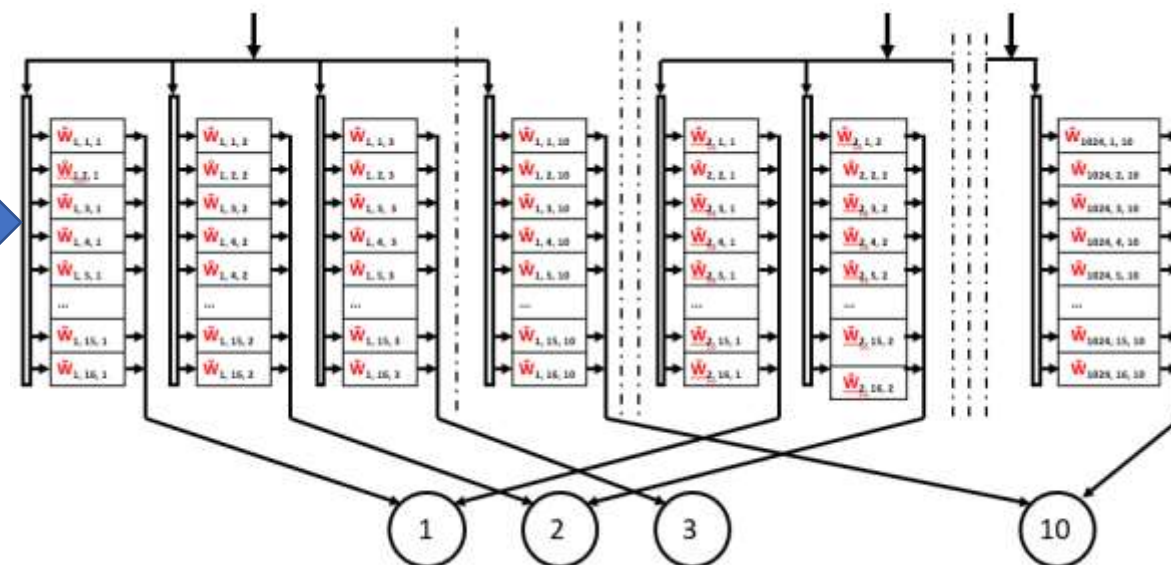 Ŵ1, 1, 1 Ŵ1, 1, 2 Ŵ1, 1, 3 Ŵ1, 1, 10 Ŵ2, 1, 1 Ŵ2, 1, 2 Ŵ1024, 1, 10
Ŵ1, 2, 1 Ŵ1, 2, 2 Ŵ1, 2, 3 Ŵ1, 2, 10 Ŵ2, 2, 1 Ŵ2, 2, 2 Ŵ1024, 2, 10
Ŵ1, 3, 1 Ŵ1, 3, 2 Ŵ1, 3, 3 Ŵ1, 3, 10 Ŵ2, 3, 1 Ŵ2, 3, 2 Ŵ1024, 3, 10
Ŵ1, 4, 1 Ŵ1, 4, 2 Ŵ1, 4, 3 Ŵ1, 4, 10 Ŵ2, 4, 1 Ŵ2, 4, 2 Ŵ1024, 4, 10
Ŵ1, 5, 1 Ŵ1, 5, 2 Ŵ1, 5, 3 Ŵ1, 5, 10 Ŵ2, 5, 1 Ŵ2, 5, 2 Ŵ1024, 5, 10
... ... ... ... ... ... ...
Ŵ1, 15, 1 Ŵ1, 15, 2 Ŵ1, 15, 3 Ŵ1, 15, 10 Ŵ2, 15, 1 Ŵ2, 15, 2 Ŵ1024, 15, 10
Ŵ1, 16, 1 Ŵ1, 16, 2 Ŵ1, 16, 3 Ŵ1, 16, 10 Ŵ2, 16, 1 Ŵ2, 16, 2 Ŵ1024, 16, 10
1 2 3 10